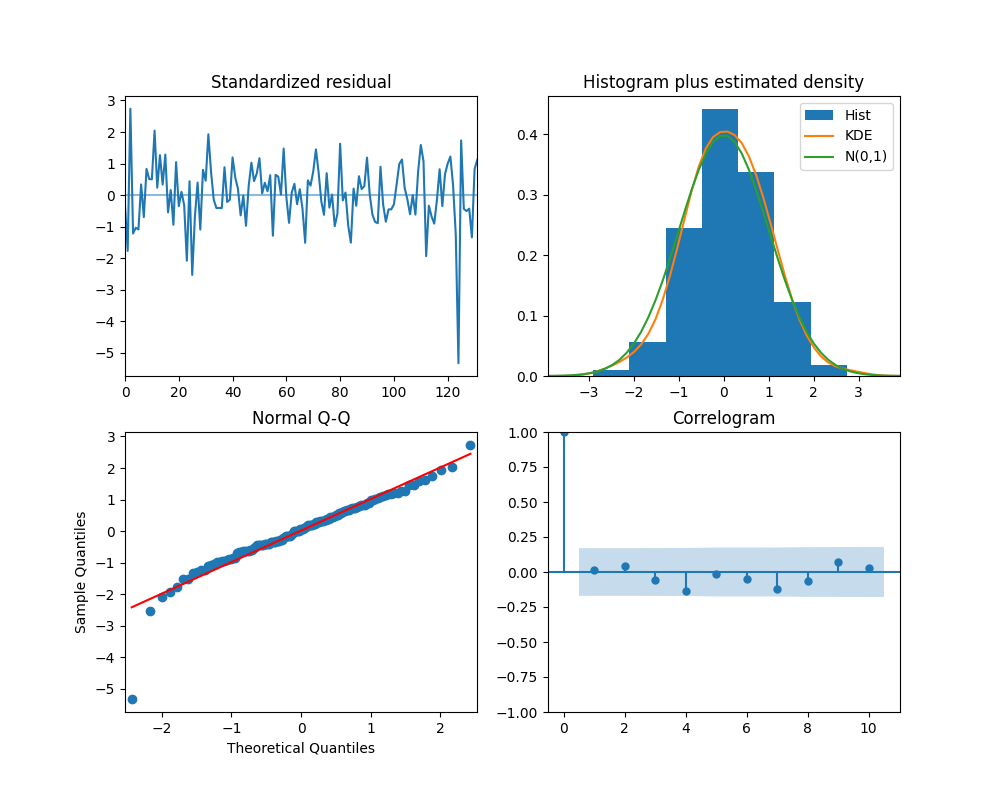 Standardized residual
3
2
1
0
−1
−2
−3
−4
−5
0 20 40 60 80 100 120
Histogram plus estimated density
Hist
KDE
N(0,1)
0.4
0.3
0.2
0.1
0.0
−3 −2 −1 0 1 2 3
Normal Q-Q
Sample Quantiles
3
2
1
0
−1
−2
−3
−4
−5
−2 −1 0 1 2
Theoretical Quantiles
Correlogram
1.00
0.75
0.50
0.25
0.00
−0.25
−0.50
−0.75
−1.00
0 2 4 6 8 10